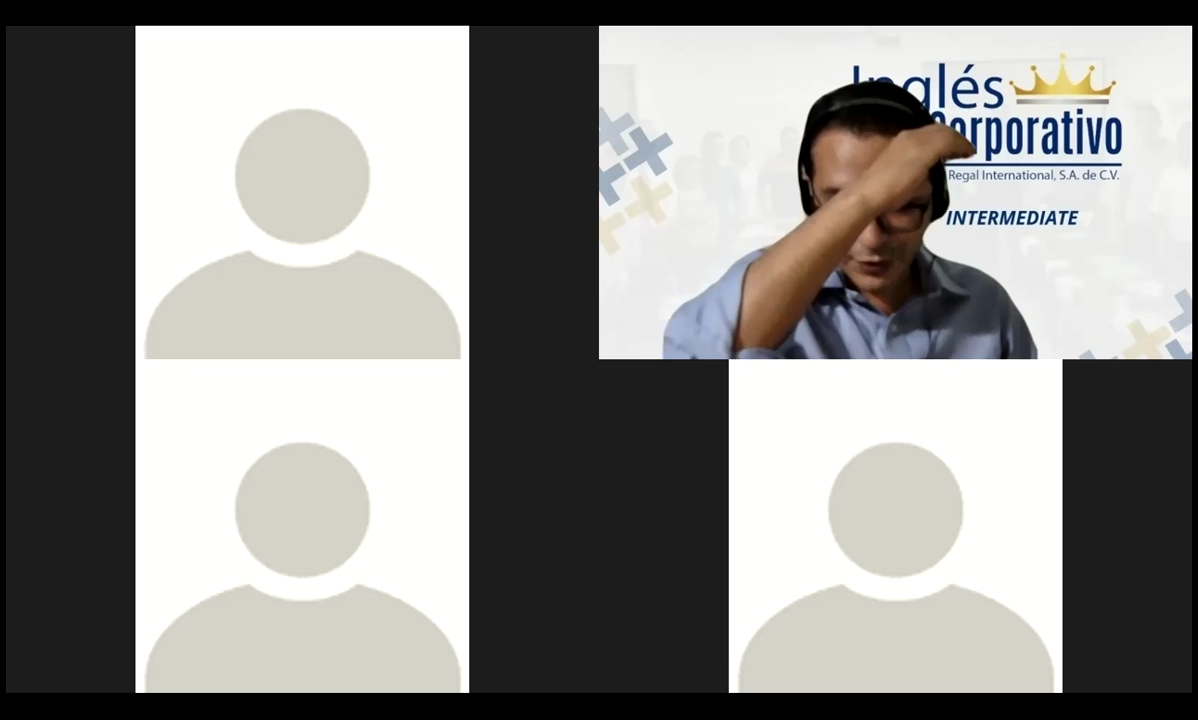 Inglés
Corporativo
Regal International, S.A. de C.V.
INTERMEDIATE